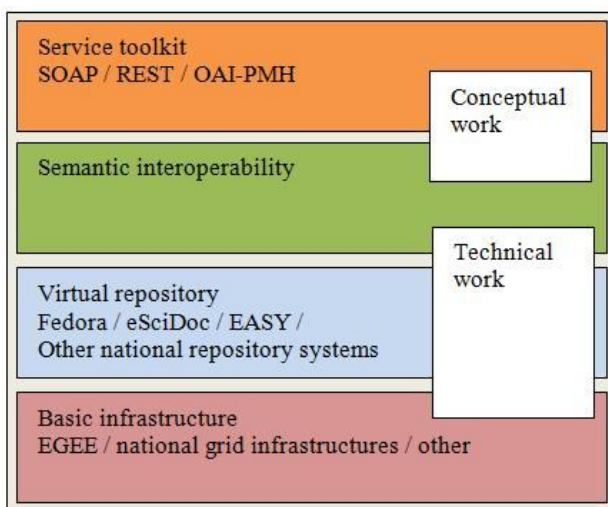 Service toolkit
SOAP / REST / OAI-PMH
Conceptual
work
Semantic interoperability
Technical
work
Virtual repository
Fedora / eSciDoc / EASY /
Other national repository systems
Basic infrastructure
EGEE / national grid infrastructures / other